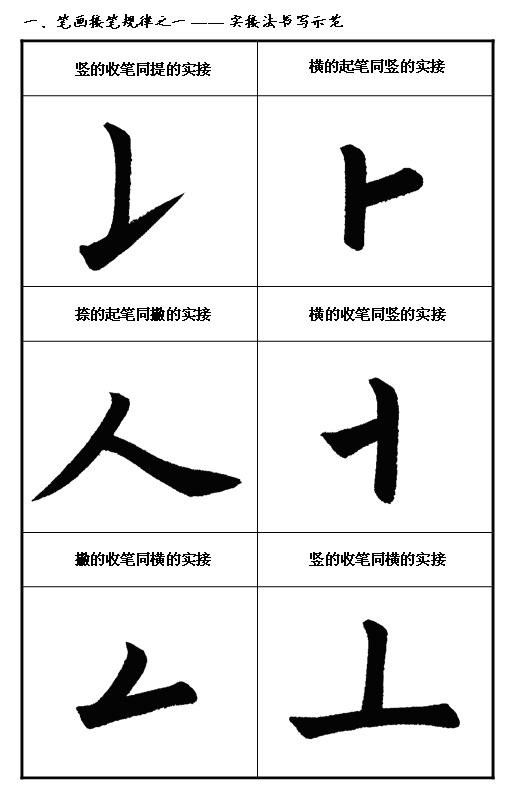 一、笔画接笔规律之一 —— 实接法书写示范
竖的收笔同提的实接
横的起笔同竖的实接
捺的起笔同撇的实接
横的收笔同竖的实接
撇的收笔同横的实接
竖的收笔同横的实接